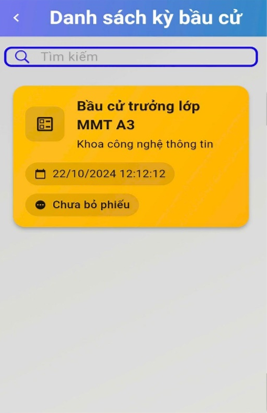 Danh sách kỳ bầu cử
Tìm kiếm
Bầu cử trưởng lớp
MMT A3
Khoa công nghệ thông tin
22/10/2024 12:12:12
Chưa bỏ phiếu